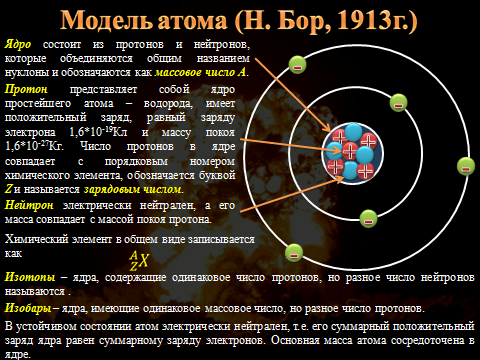 Модель атома (Н. Бор, 1913г.)
Ядро состоит из протонов и нейтронов,
которые объединяются общим названием
нуклоны и обозначаются как массовое число А.
Протон представляет собой ядро
простейшего атома – водорода, имеет
положительный заряд, равный заряду
электрона 1,6*10-19Кл и массу покоя
1,6*10-27Кг. Число протонов в ядре
совпадает с порядковым номером
химического элемента, обозначается буквой
Z и называется зарядовым числом.
Нейтрон электрически нейтрален, а его
масса совпадает с массой покоя протона.
Химический элемент в общем виде записывается
как
A
Z X
Изотопы – ядра, содержащие одинаковое число протонов, но разное число нейтронов
называются .
Изобары – ядра, имеющие одинаковое массовое число, но разное число протонов.
В устойчивом состоянии атом электрически нейтрален, т.е. его суммарный положительный
заряд ядра равен суммарному заряду электронов. Основная масса атома сосредоточена в
ядре.